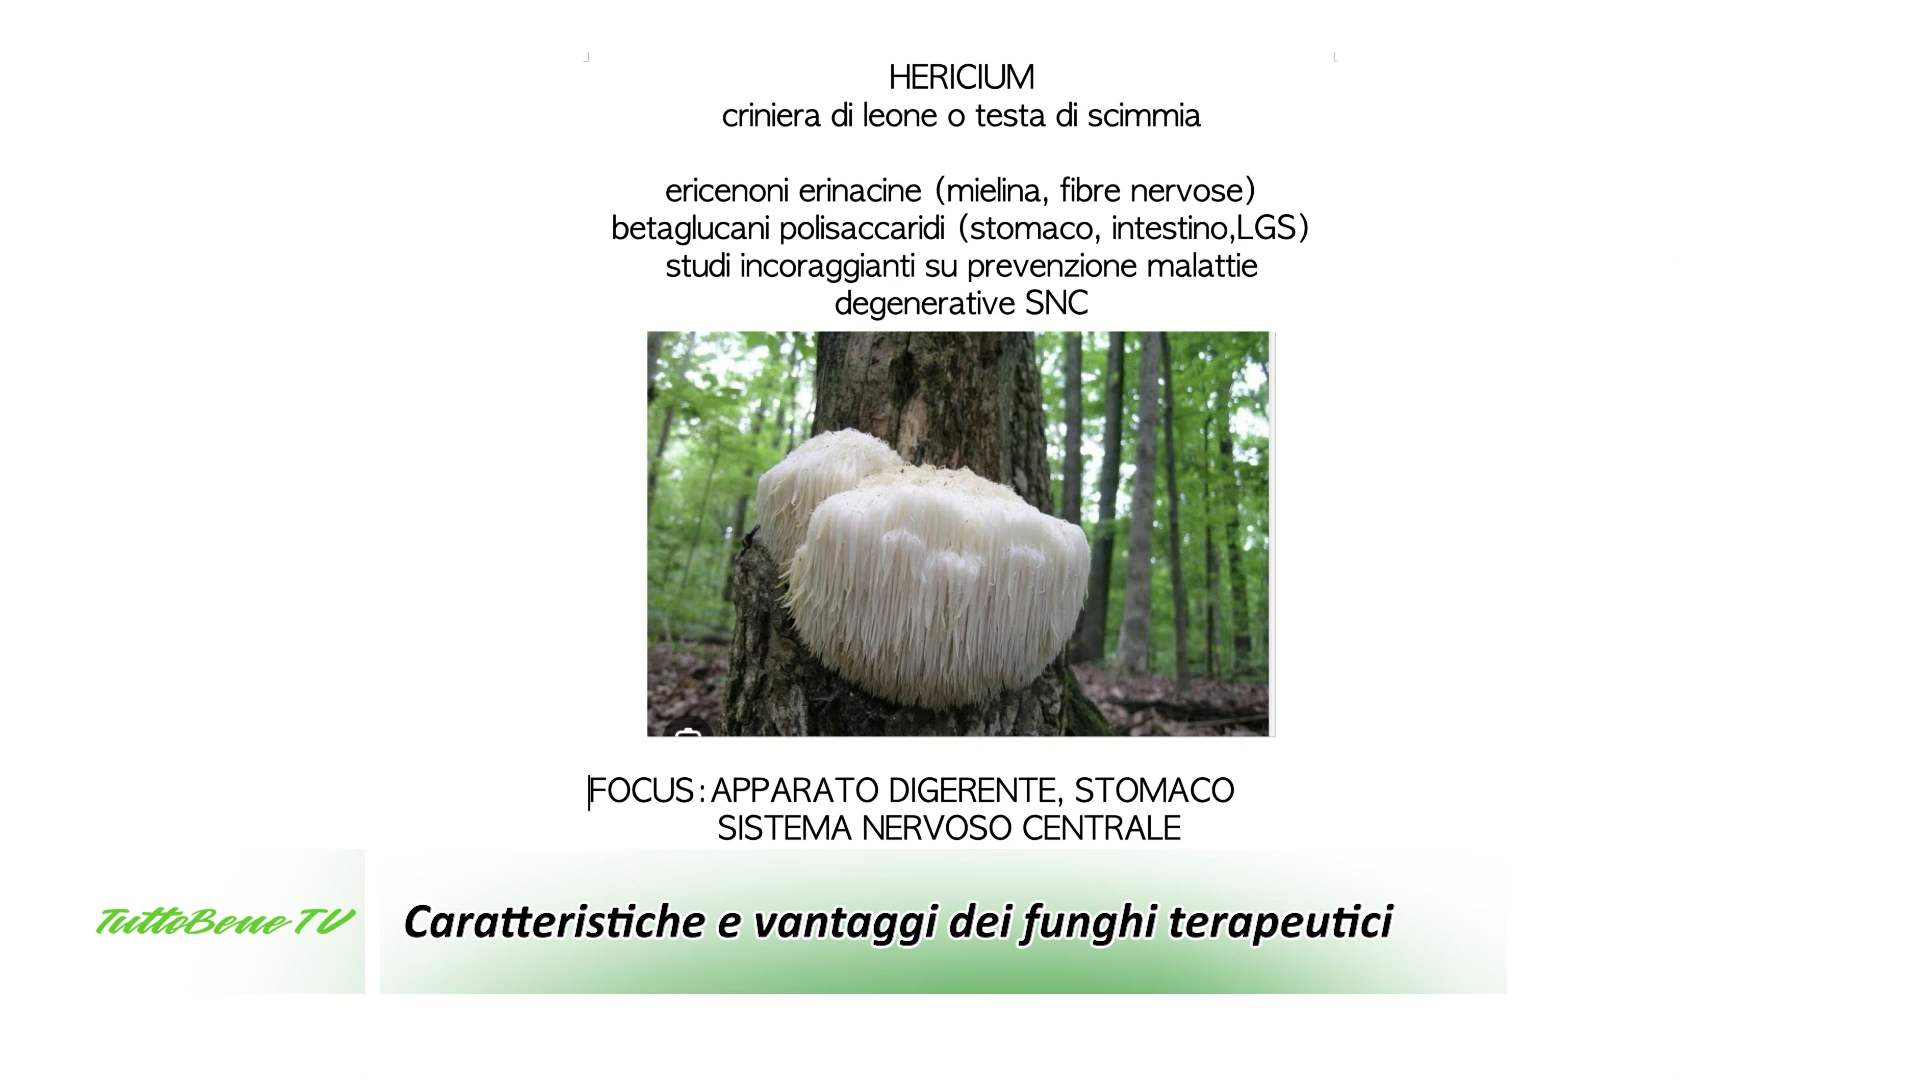 HERICIUM
criniera di leone o testa di scimmia
ericenoni erinacine (mielina, fibre nervose)
betaglucani polisaccaridi (stomaco, intestino,LGS)
studi incoraggianti su prevenzione malattie
degenerative SNC
FOCUS: APPARATO DIGERENTE, STOMACO
SISTEMA NERVOSO CENTRALE
TuttoBene TV
Caratteristiche e vantaggi dei funghi terapeutici